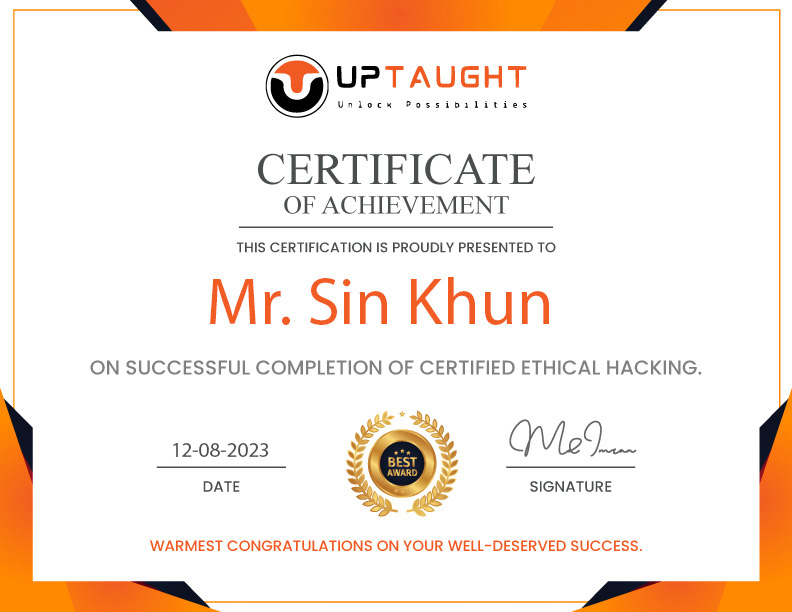 UPTAUGHT
Unlock Possibilities
CERTIFICATE
OF ACHIEVEMENT
THIS CERTIFICATION IS PROUDLY PRESENTED TO
Mr. Sin Khun
ON SUCCESSFUL COMPLETION OF CERTIFIED ETHICAL HACKING.
12-08-2023
DATE
BEST
AWARD
Me Imran
SIGNATURE
WARMEST CONGRATULATIONS ON YOUR WELL-DESERVED SUCCESS.